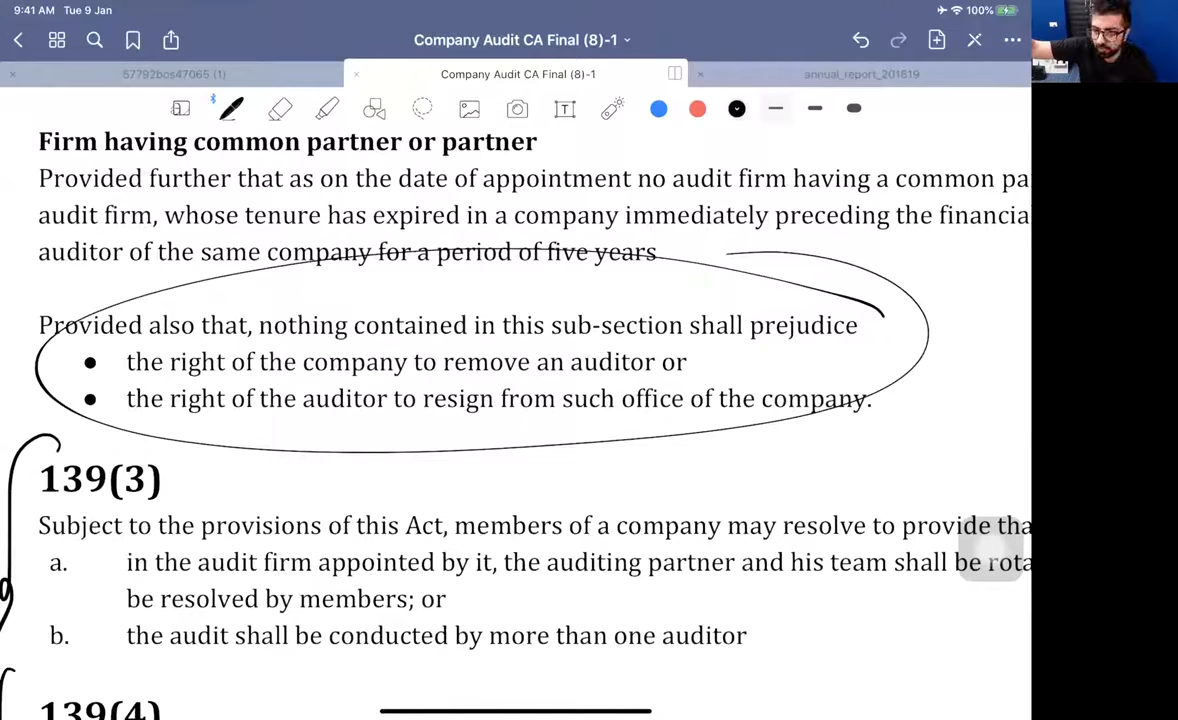 9:41 AM Tue 9 Jan
100%
Company Audit CA Final (8)-1
57792bos47065 (1)
Company Audit CA Final (8)-1
annual_report_201819
Firm having common partner or partner
Provided further that as on the date of appointment no audit firm having a common pa
audit firm, whose tenure has expired in a company immediately preceding the financia
auditor of the same company for a period of five years
Provided also that, nothing contained in this sub-section shall prejudice
● the right of the company to remove an auditor or
● the right of the auditor to resign from such office of the company.
139(3)
Subject to the provisions of this Act, members of a company may resolve to provide tha
a. in the audit firm appointed by it, the auditing partner and his team shall be rota
be resolved by members; or
b. the audit shall be conducted by more than one auditor
139(4)